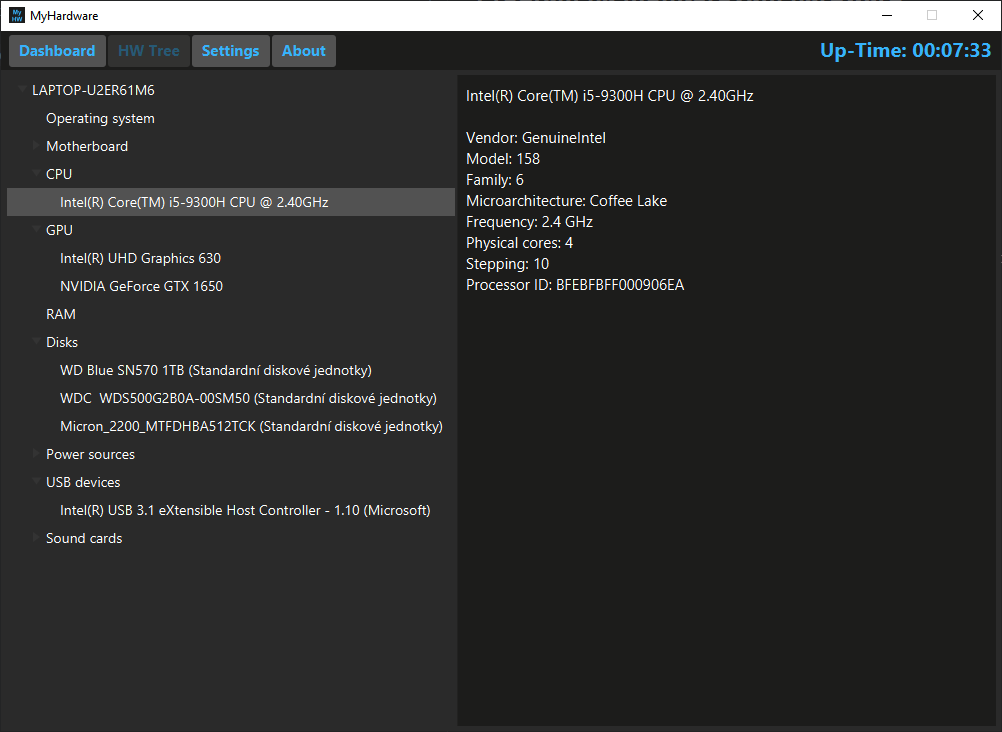 My HW MyHardware
Dashboard HW Tree Settings About Up-Time: 00:07:33
LAPTOP-U2ER61M6
Operating system
Motherboard
CPU
Intel(R) Core(TM) i5-9300H CPU @ 2.40GHz
GPU
Intel(R) UHD Graphics 630
NVIDIA GeForce GTX 1650
RAM
Disks
WD Blue SN570 1TB (Standardní diskové jednotky)
WDC  WDS500G2B0A-00SM50 (Standardní diskové jednotky)
Micron_2200_MTFDHBA512TCK (Standardní diskové jednotky)
Power sources
USB devices
Intel(R) USB 3.1 eXtensible Host Controller - 1.10 (Microsoft)
Sound cards
Intel(R) Core(TM) i5-9300H CPU @ 2.40GHz
Vendor: GenuineIntel
Model: 158
Family: 6
Microarchitecture: Coffee Lake
Frequency: 2.4 GHz
Physical cores: 4
Stepping: 10
Processor ID: BFEBFBFF000906EA